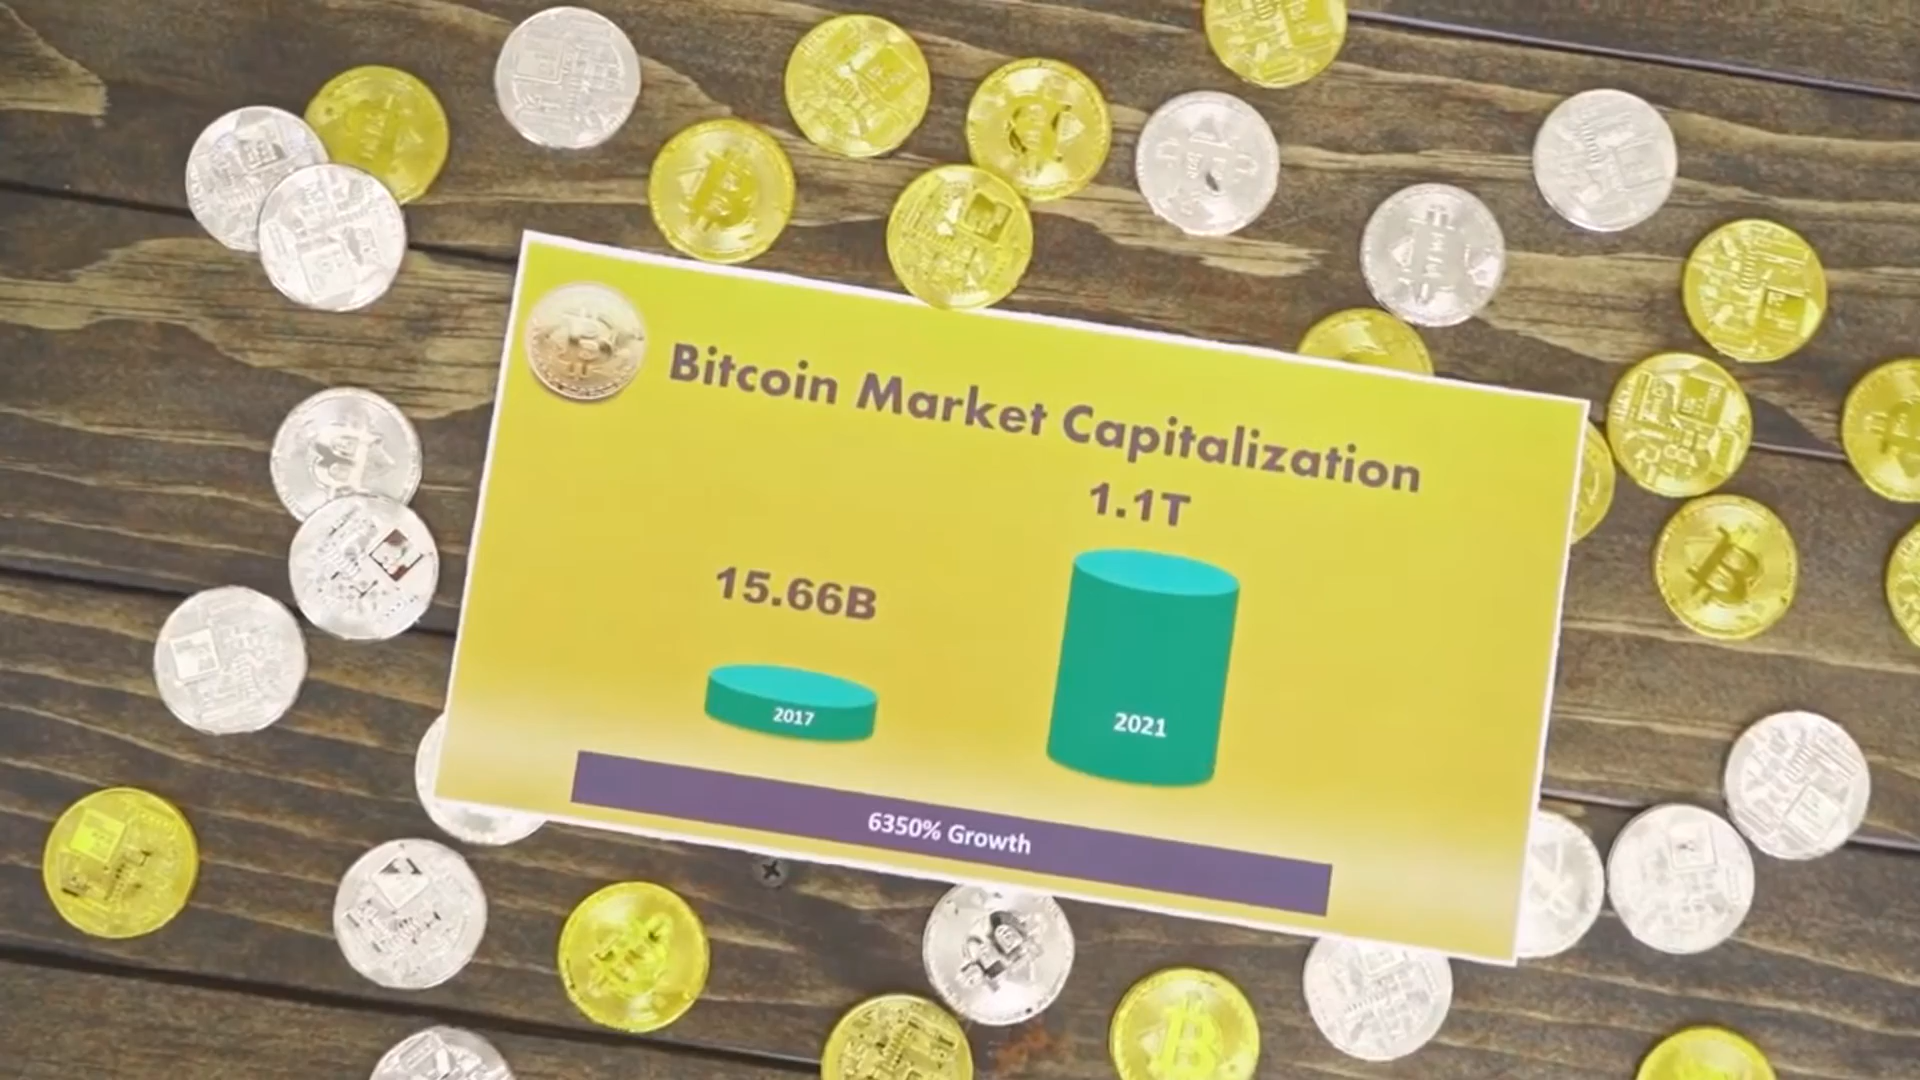 Bitcoin Market Capitalization
1.1T
15.66B
2017
2021
6350% Growth